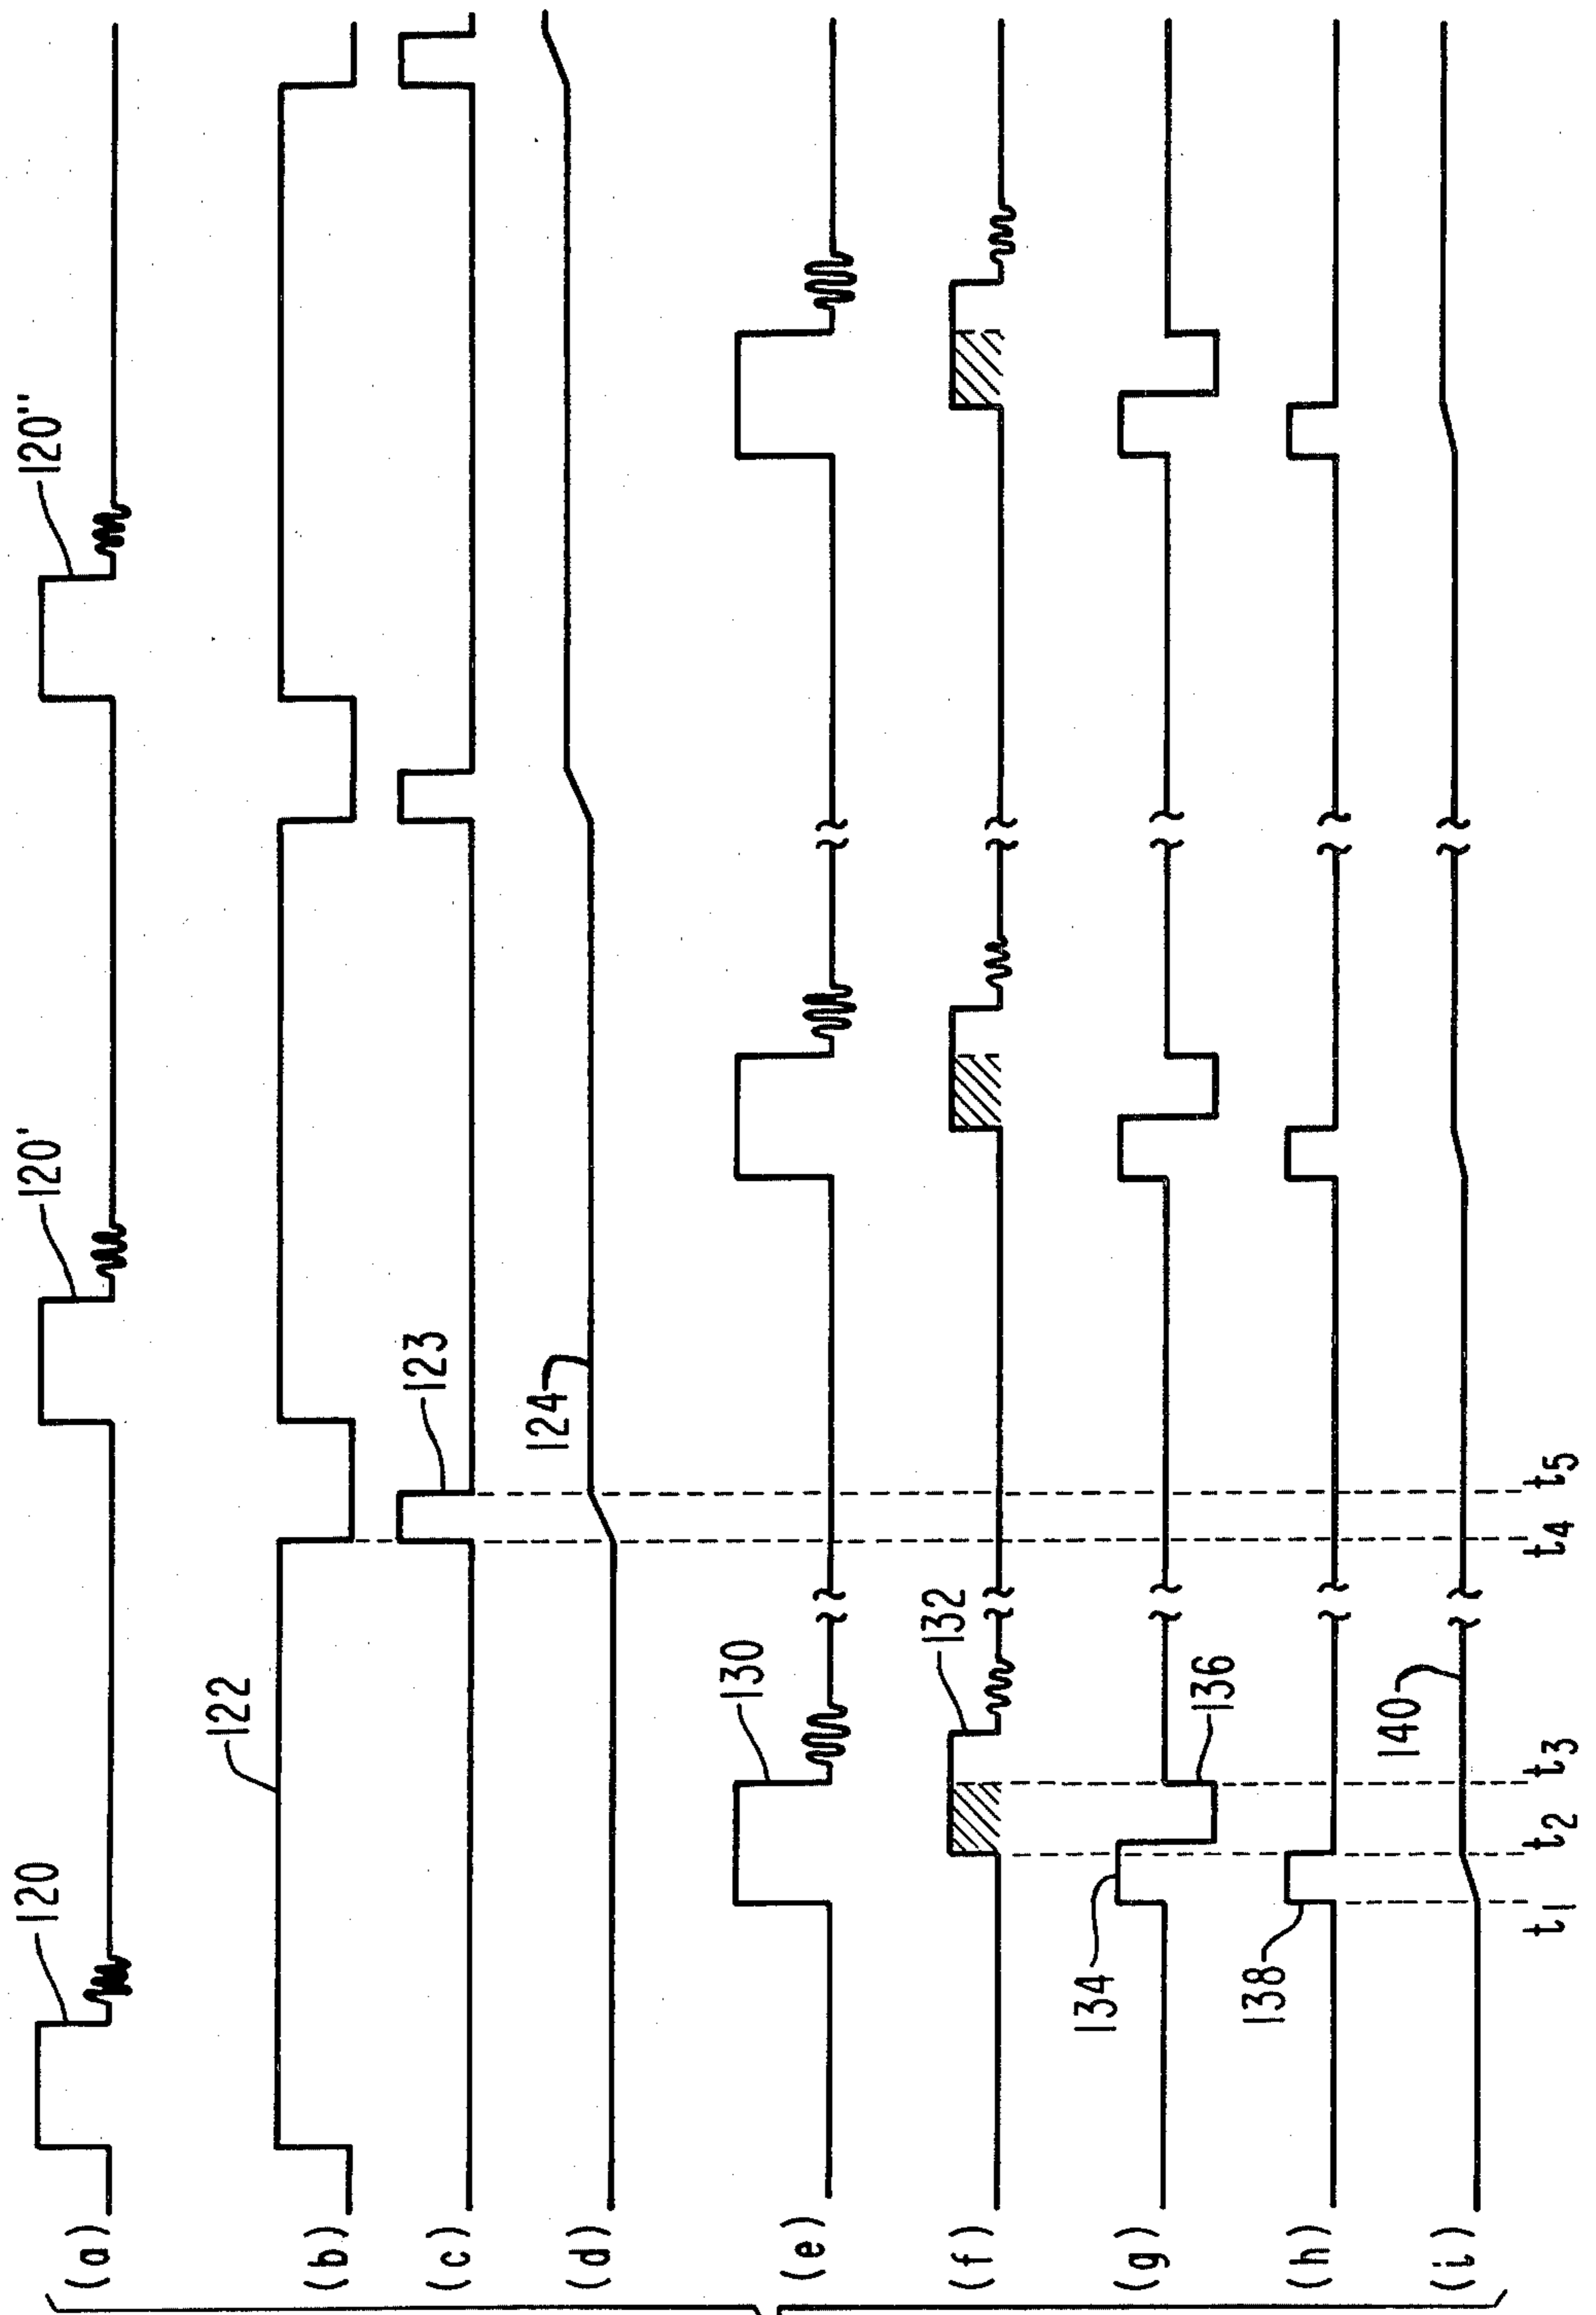 (a) 120 120' 120"
(b) 122
(c) 123
(d) 124
(e) 130
(f) 132
(g) 134 136
(h) 138
(i) 140
t1 t2 t3 t4 t5